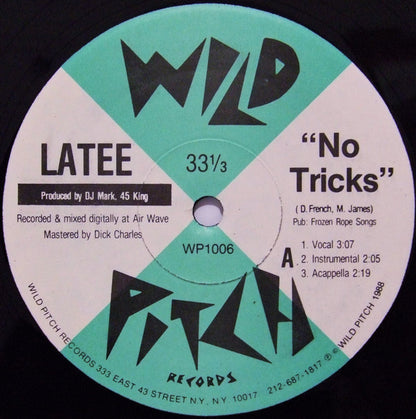 WILD
LATEE
33⅓
"No
Tricks"
Produced by DJ Mark, 45 King
Recorded & mixed digitally at Air Wave
Mastered by Dick Charles
WP1006
( D. French, M. James)
Pub: Frozen Rope Songs
A
1. Vocal 3:07
2. Instrumental 2:05
3. Acappella 2:19
PITCH
RECORDS
WILD PITCH RECORDS 333 EAST 43 STREET N.Y., N.Y. 10017 212-687-1817 ℗ © WILD PITCH 1988